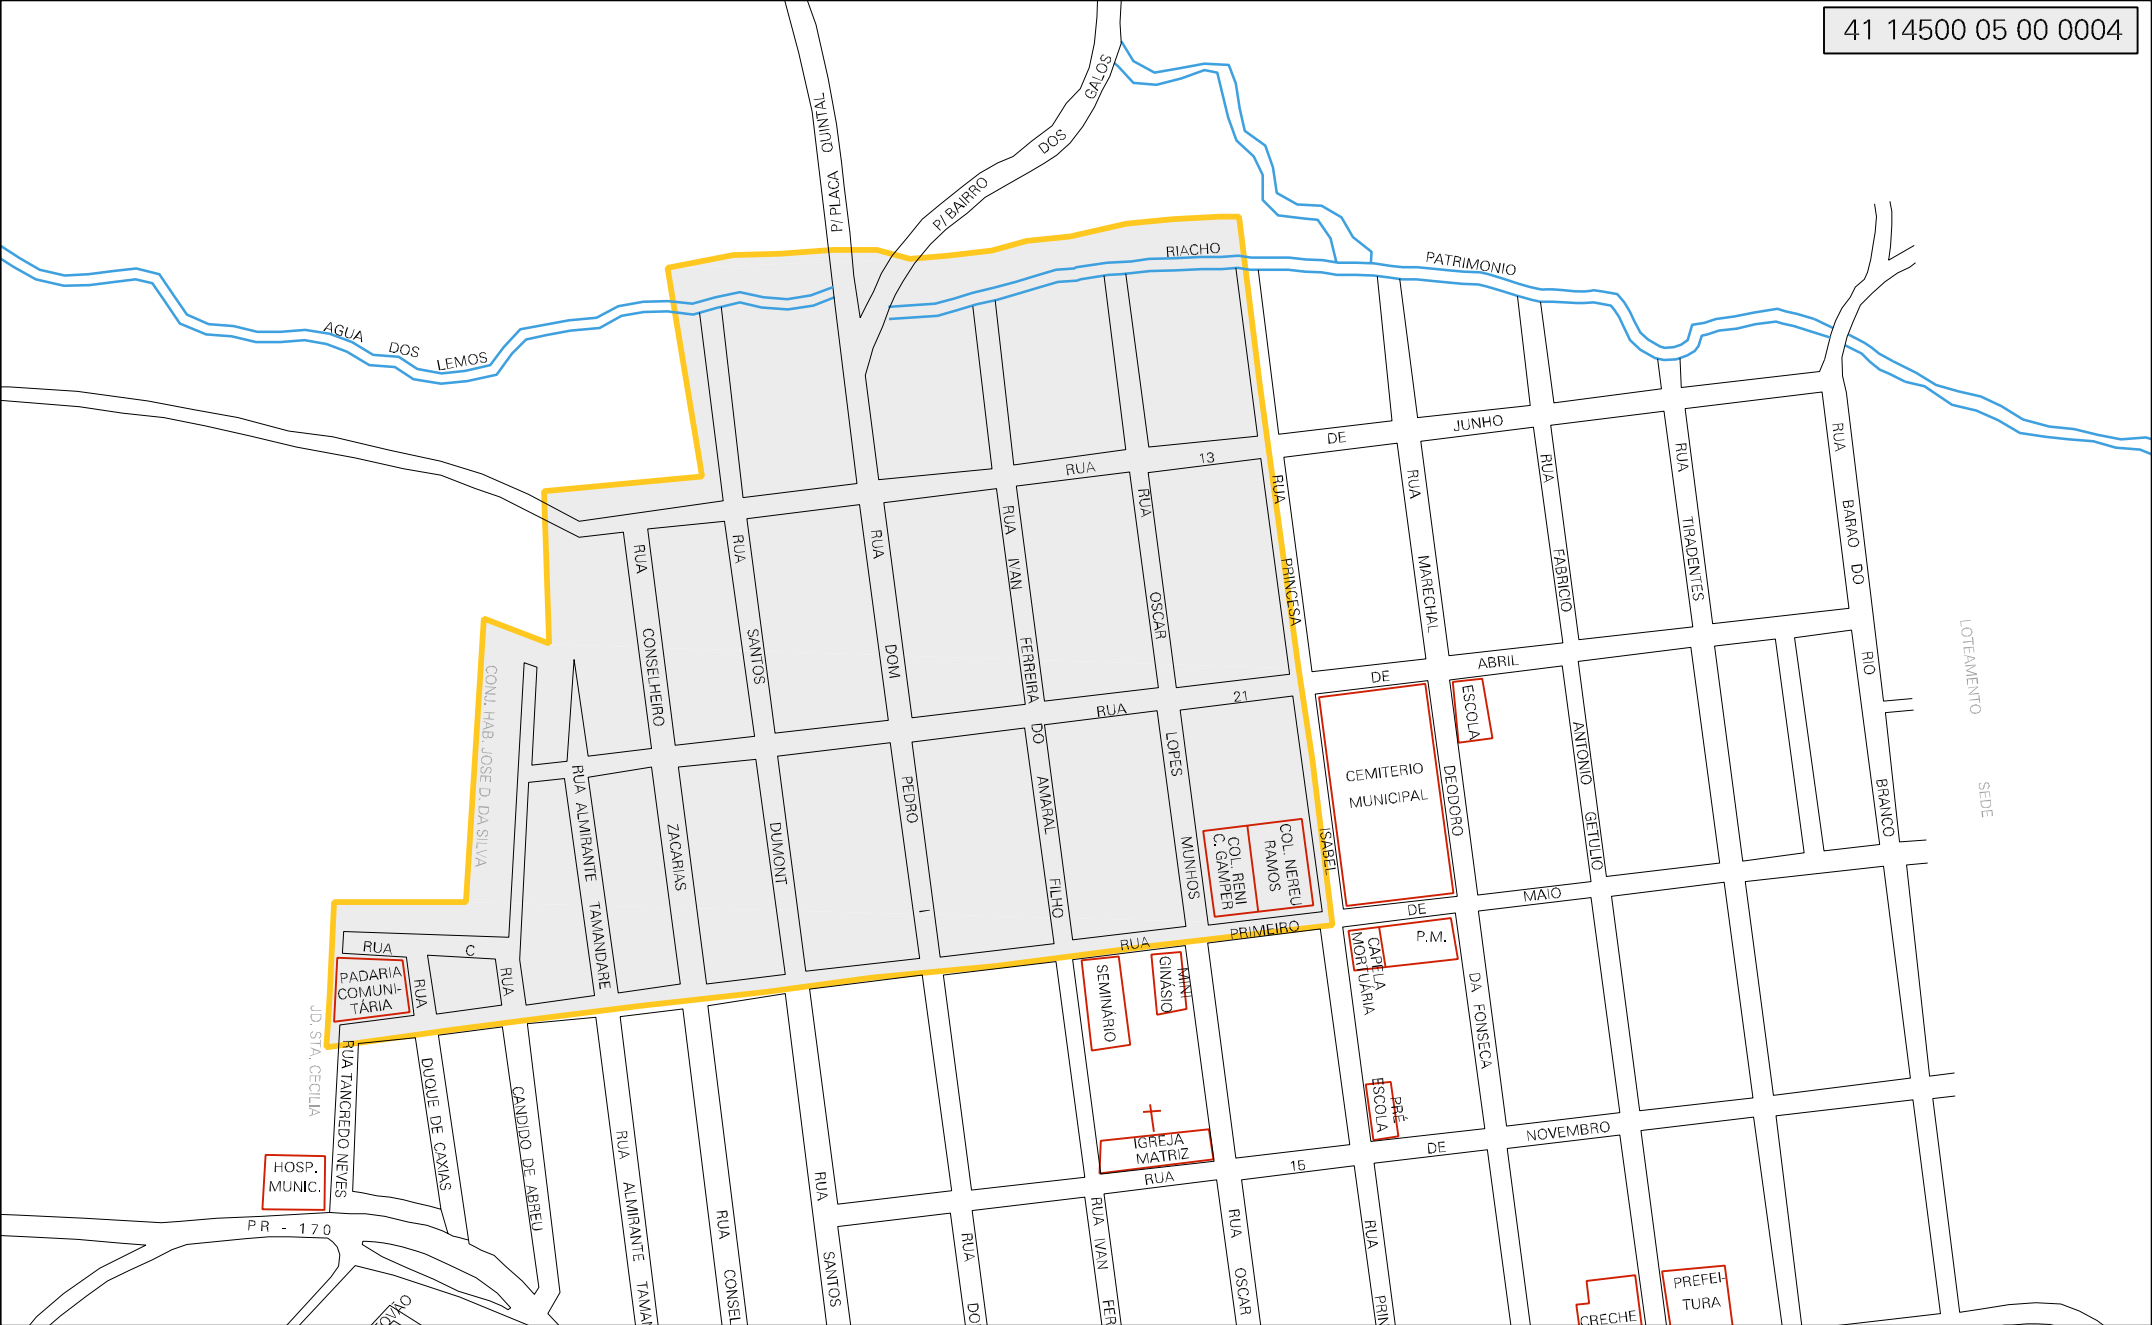 41 14500 05 00 0004
P/ PLACA QUINTAL
P/ BAIRRO DOS GALOS
RIACHO PATRIMONIO
AGUA DOS LEMOS
RUA 13 DE JUNHO
RUA 21 DE ABRIL
RUA PRIMEIRO DE MAIO
RUA 15 DE NOVEMBRO
RUA CONSELHEIRO ZACARIAS
RUA SANTOS DUMONT
RUA DOM PEDRO I
RUA IVAN FERREIRA DO AMARAL FILHO
RUA OSCAR LOPES MUNHOS
RUA PRINCESA ISABEL
RUA MARECHAL DEODORO DA FONSECA
RUA FABRICIO ANTONIO GETULIO
RUA TIRADENTES
RUA BARAO DO RIO BRANCO
LOTEAMENTO SEDE
CONJ. HAB. JOSE D. DA SILVA
RUA ALMIRANTE TAMANDARE
CEMITERIO
MUNICIPAL
ESCOLA
COL. RENI
C. GAMPER
COL. NEREU
RAMOS
CAPELA
MORTUÁRIA
P.M.
RUA C
RUA
RUA
PADARIA
COMUNI-
TÁRIA
JD. STA. CECILIA
RUA TANCREDO NEVES
DUQUE DE CAXIAS
CANDIDO DE ABREU
SEMINÁRIO
MINI
GINÁSIO
PRÉ
ESCOLA
IGREJA
MATRIZ
HOSP.
MUNIC.
PR - 170
RUA ALMIRANTE TAMAN
RUA CONSEL
RUA SANTOS
RUA DO
RUA IVAN FER
RUA OSCAR
RUA PRIN
CRECHE
PREFEI-
TURA